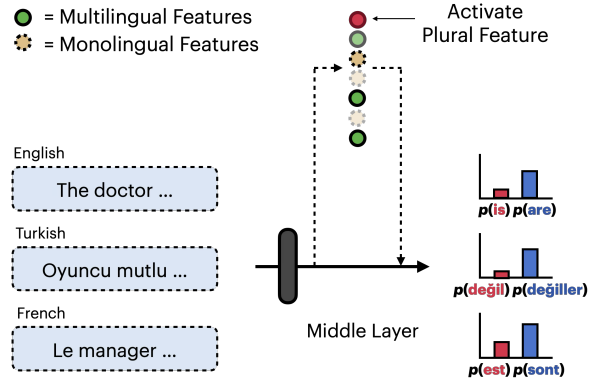 = Multilingual Features
= Monolingual Features
Activate
Plural Feature
English
The doctor ...
Turkish
Oyuncu mutlu ...
French
Le manager ...
Middle Layer
p(is) p(are)
p(değil) p(değiller)
p(est) p(sont)